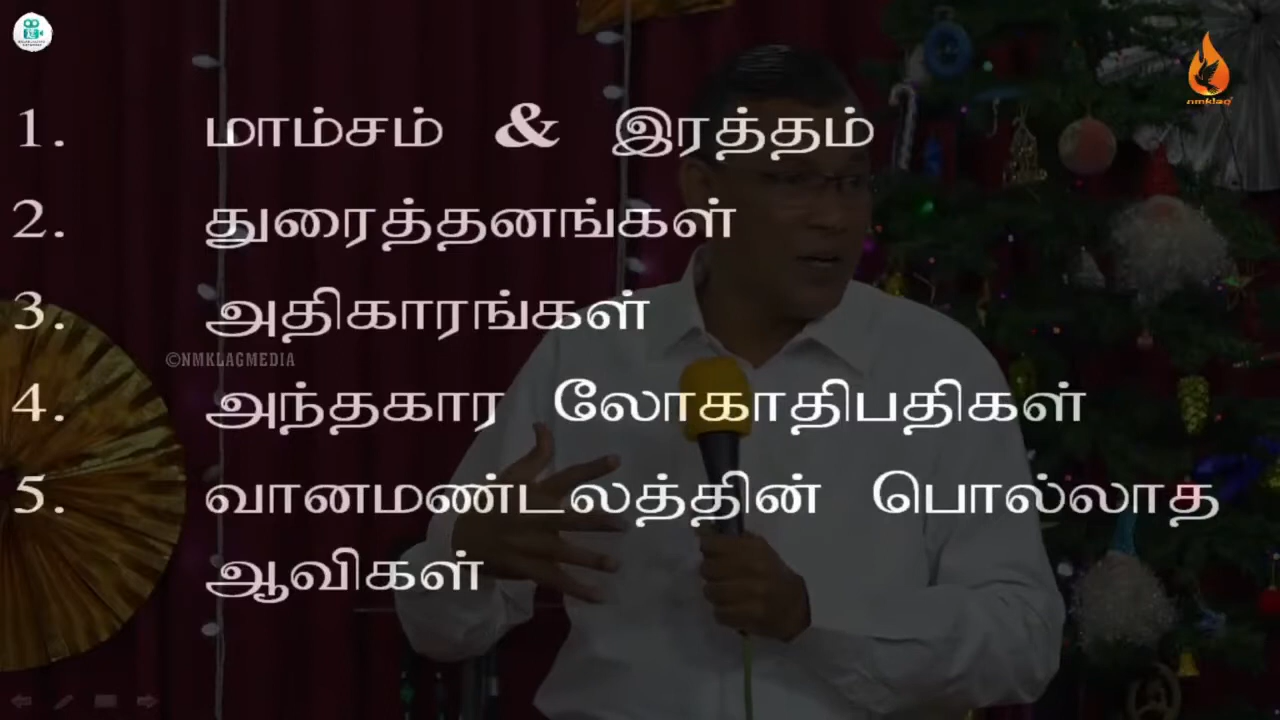 nmklag
1. மாம்சம் & இரத்தம்
2. துரைத்தனங்கள்
3. அதிகாரங்கள்
©NMKLAGMEDIA
4. அந்தகார லோகாதிபதிகள்
5. வானமண்டலத்தின் பொல்லாத
ஆவிகள்